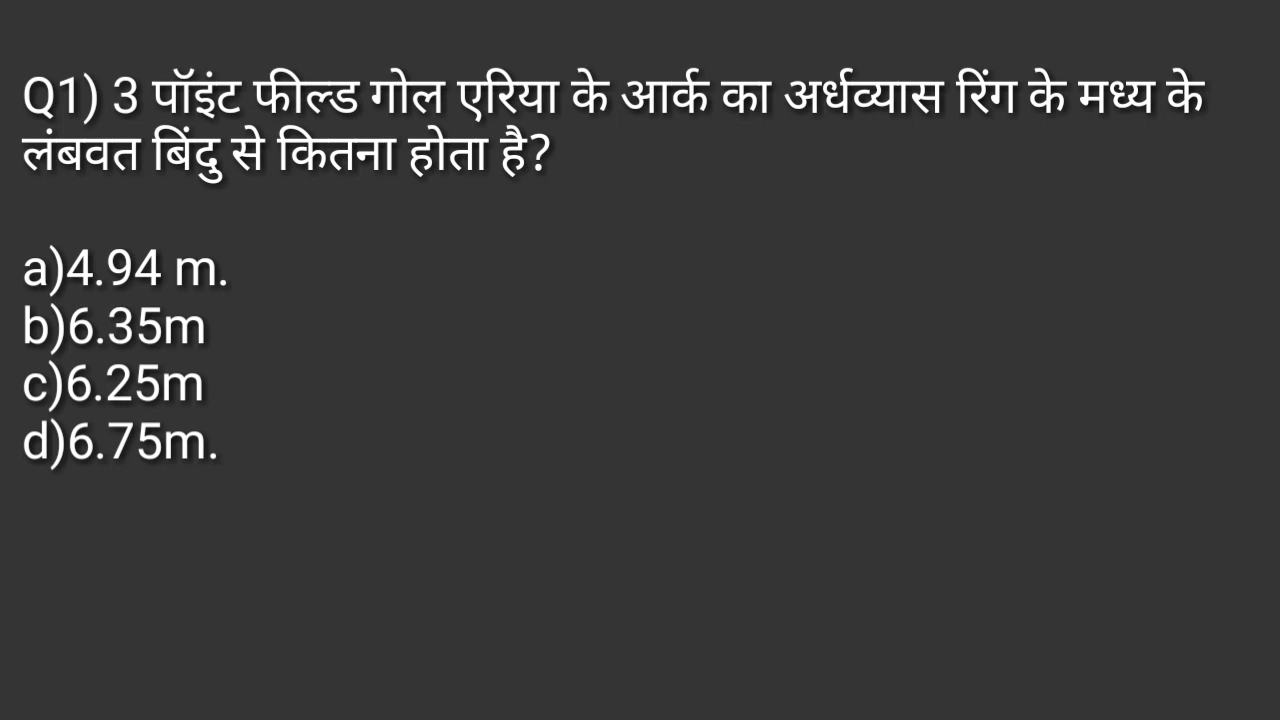 Q1) 3 पॉइंट फील्ड गोल एरिया के आर्क का अर्धव्यास रिंग के मध्य के
लंबवत बिंदु से कितना होता है?
a)4.94 m.
b)6.35m
c)6.25m
d)6.75m.